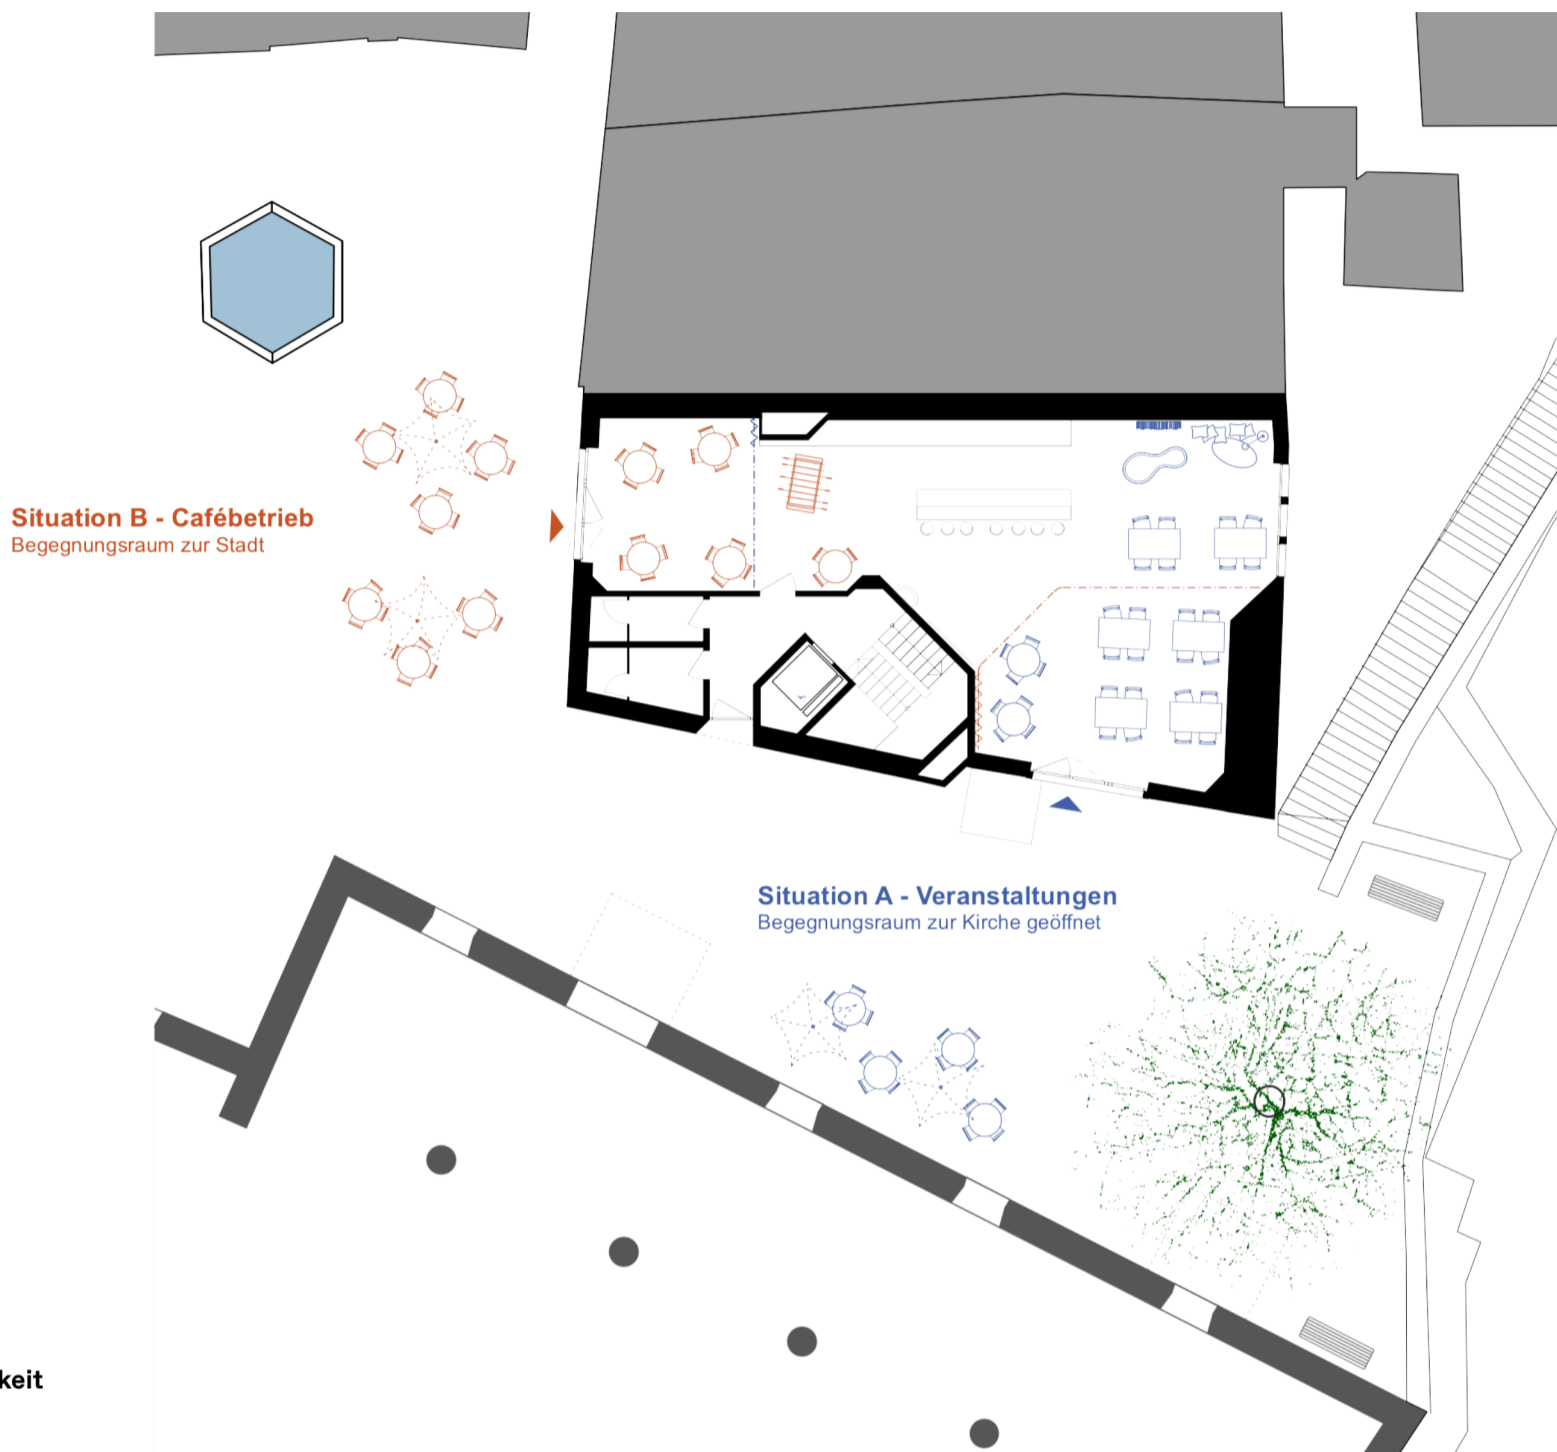 Situation B - Cafébetrieb
Begegnungsraum zur Stadt
Situation A - Veranstaltungen
Begegnungsraum zur Kirche geöffnet
keit